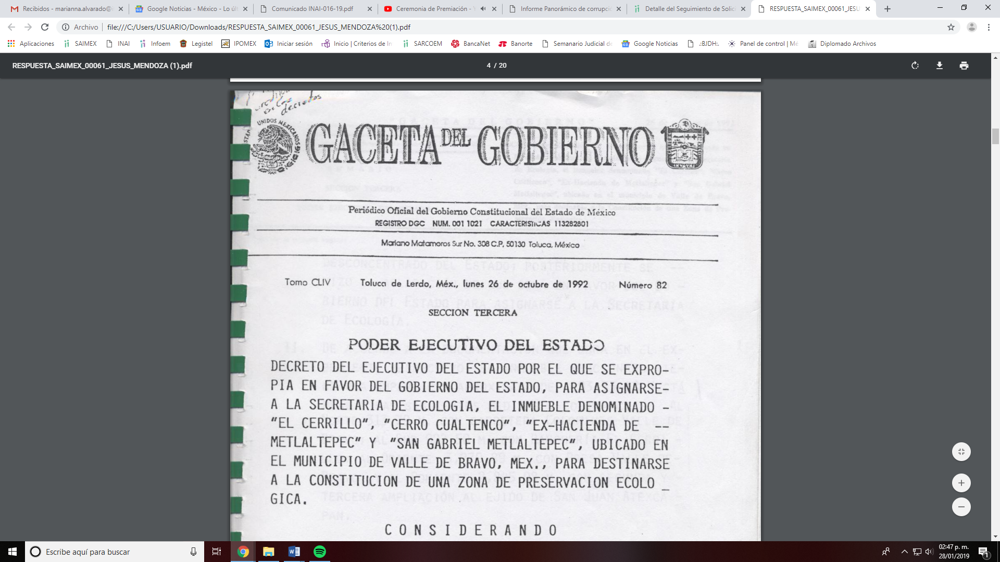 Recibidos - marianna.alvarado@i
Google Noticias - México - Lo últ
Comunicado INAI-016-19.pdf
Ceremonia de Premiación - Y
Informe Panorámico de corrupci
Detalle del Seguimiento de Solici
RESPUESTA_SAIMEX_00061_JESU
Archivo
file:///C:/Users/USUARIO/Downloads/RESPUESTA_SAIMEX_00061_JESUS_MENDOZA%20(1).pdf
Aplicaciones
SAIMEX
INAI
Infoem
Legistel
IPOMEX
Iniciar sesión
Inicio | Criterios de In
SARCOEM
BancaNet
Banorte
Semanario Judicial de
Google Noticias
.:BJDH:.
Panel de control | Mé
Diplomado Archivos
RESPUESTA_SAIMEX_00061_JESUS_MENDOZA (1).pdf
4 / 20
en los
decretos
UNIDOS MEXICANOS
GACETA DEL GOBIERNO
Periódico Oficial del Gobierno Constitucional del Estado de México
REGISTRO DGC NUM. 001 1021 CARACTERISTICAS 113282801
Mariano Matamoros Sur No. 308 C.P. 50130 Toluca, México
Tomo CLIV
Toluca de Lerdo, Méx., lunes 26 de octubre de 1992
Número 82
SECCION TERCERA
PODER EJECUTIVO DEL ESTADO
DECRETO DEL EJECUTIVO DEL ESTADO POR EL QUE SE EXPRO-
PIA EN FAVOR DEL GOBIERNO DEL ESTADO, PARA ASIGNARSE-
A LA SECRETARIA DE ECOLOGIA, EL INMUEBLE DENOMINADO -
"EL CERRILLO", "CERRO CUALTENCO", "EX-HACIENDA DE --
METLALTEPEC" Y "SAN GABRIEL METLALTEPEC", UBICADO EN
EL MUNICIPIO DE VALLE DE BRAVO, MEX., PARA DESTINARSE
A LA CONSTITUCION DE UNA ZONA DE PRESERVACION ECOLO _
GICA.
C O N S I D E R A N D O
Escribe aquí para buscar
02:47 p. m.
28/01/2019
1